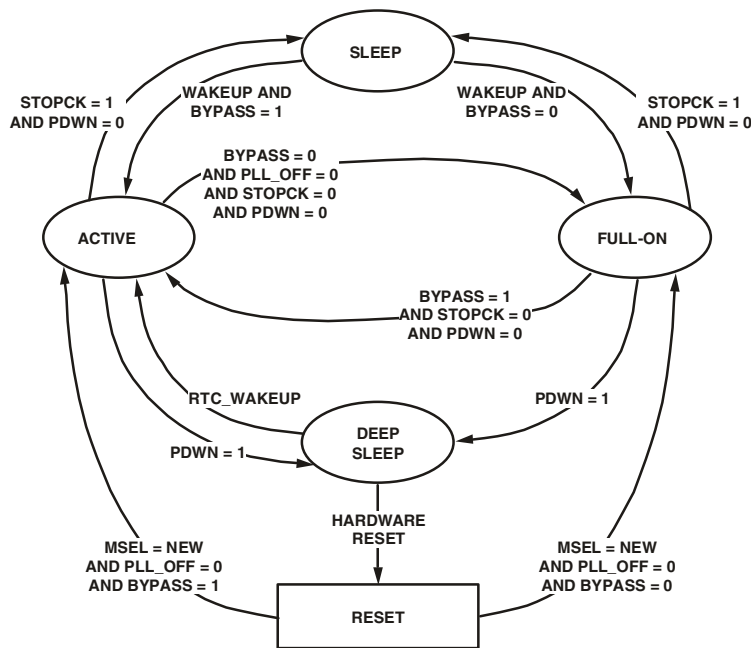 SLEEP
STOPCK = 1
AND PDWN = 0
WAKEUP AND
BYPASS = 1
WAKEUP AND
BYPASS = 0
STOPCK = 1
AND PDWN = 0
BYPASS = 0
AND PLL_OFF = 0
AND STOPCK = 0
AND PDWN = 0
ACTIVE
FULL-ON
BYPASS = 1
AND STOPCK = 0
AND PDWN = 0
RTC_WAKEUP
PDWN = 1
DEEP
SLEEP
PDWN = 1
HARDWARE
RESET
MSEL = NEW
AND PLL_OFF = 0
AND BYPASS = 1
MSEL = NEW
AND PLL_OFF = 0
AND BYPASS = 0
RESET